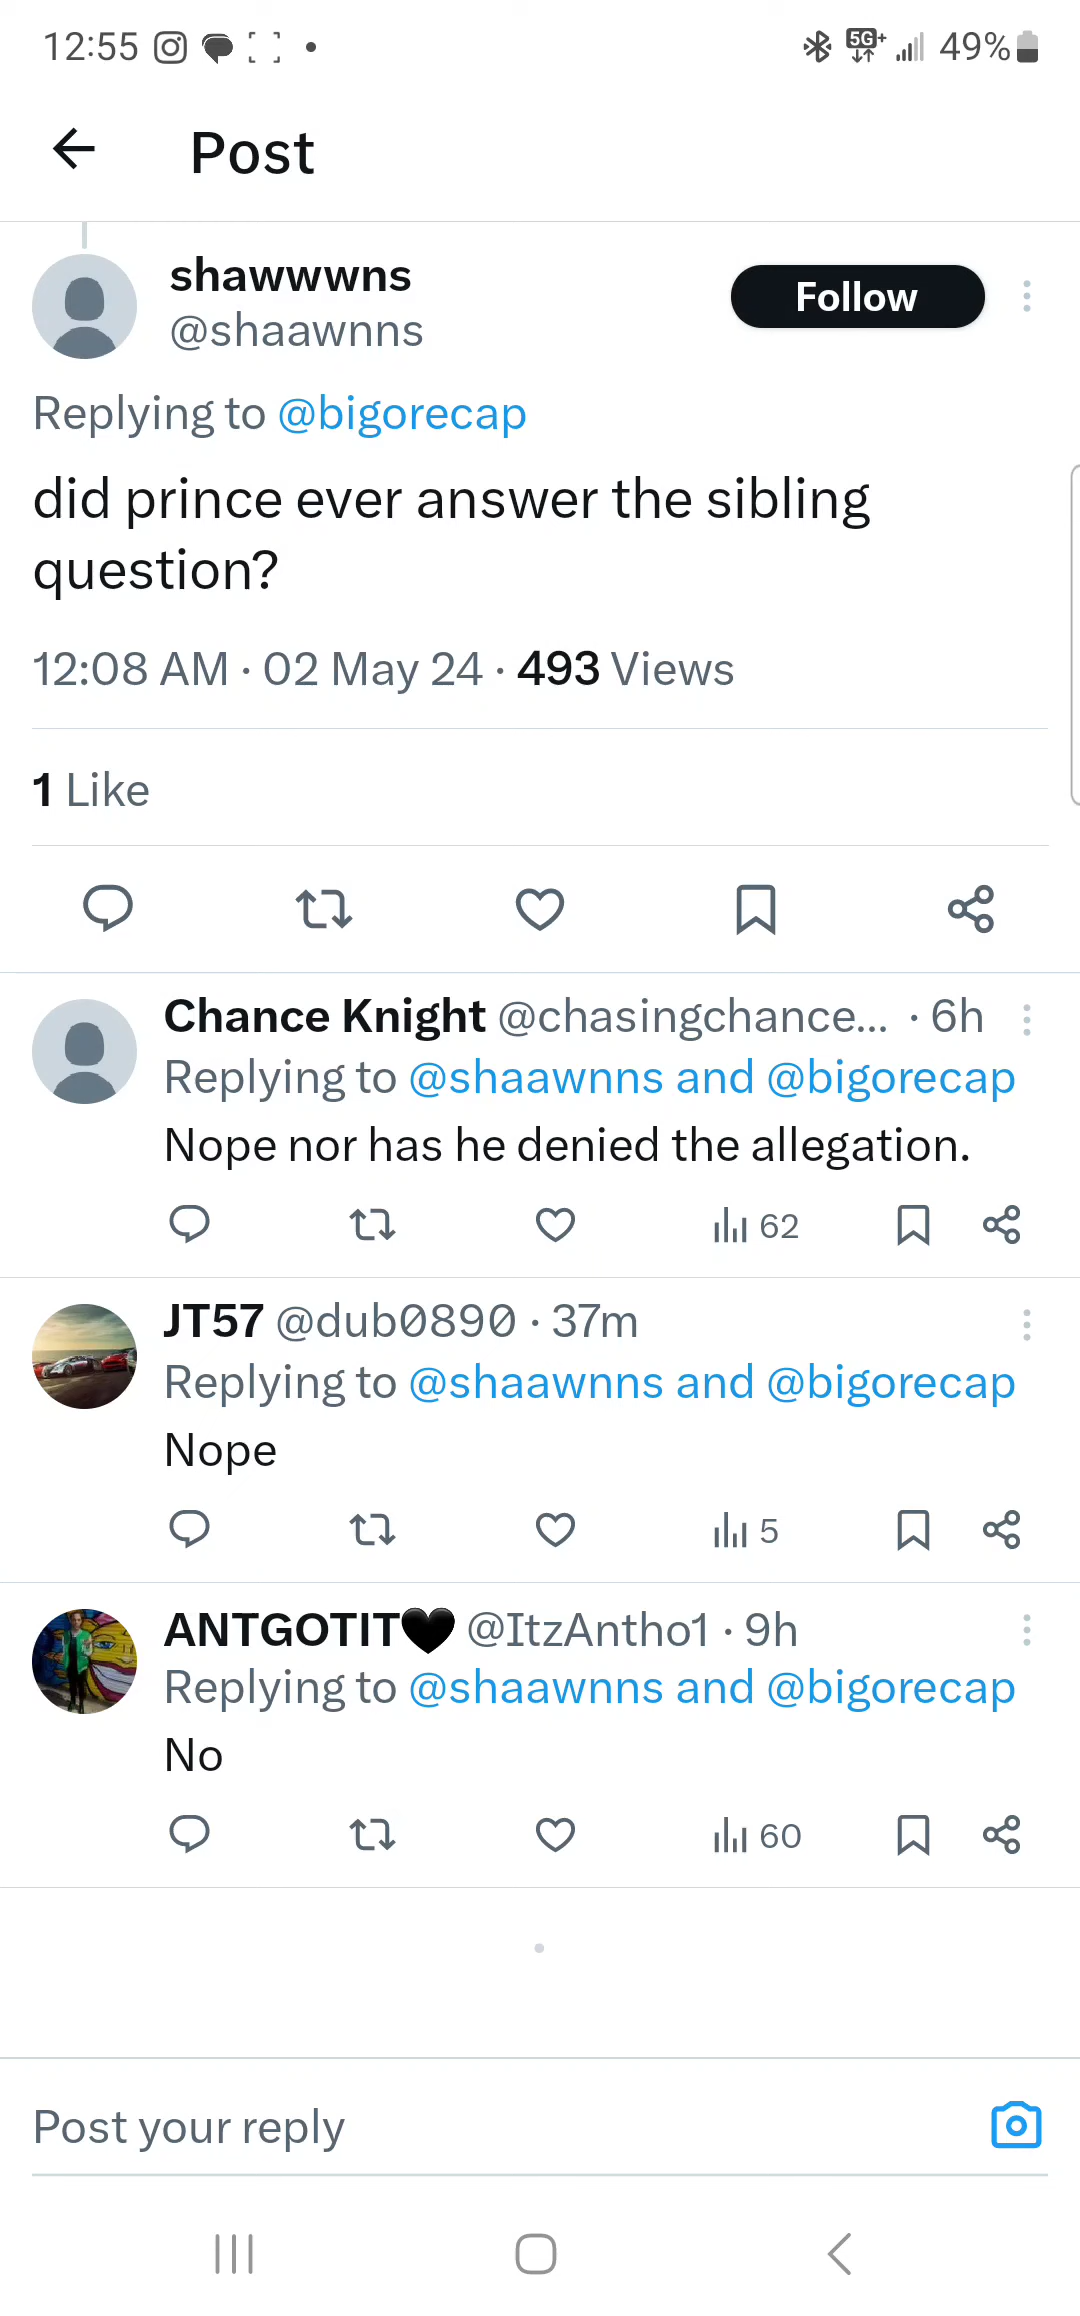 12:55 5G+ 49%
Post
shawwwns
Follow
@shaawnns
Replying to @bigorecap
did prince ever answer the sibling
question?
12:08 AM · 02 May 24 · 493 Views
1 Like
Chance Knight @chasingchance... · 6h
Replying to @shaawnns and @bigorecap
Nope nor has he denied the allegation.
62
JT57 @dub0890 · 37m
Replying to @shaawnns and @bigorecap
Nope
5
ANTGOTIT🖤 @ItzAntho1 · 9h
Replying to @shaawnns and @bigorecap
No
60
Post your reply